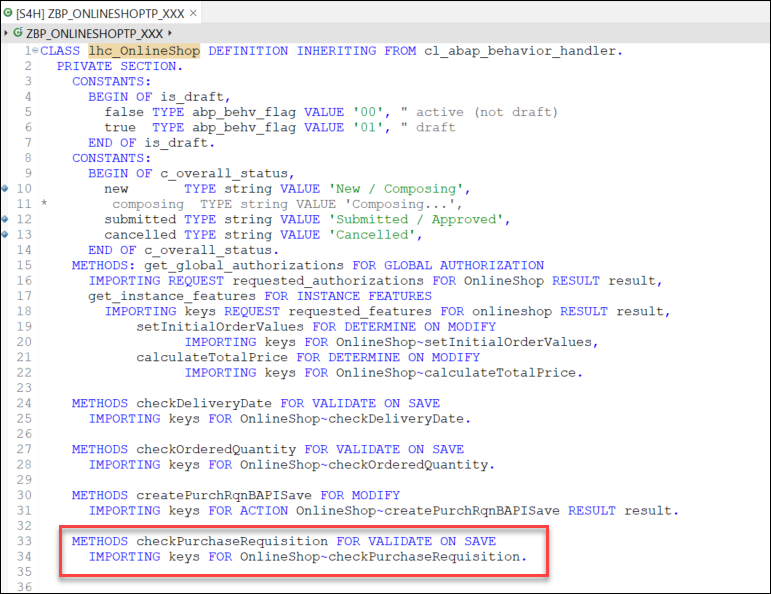 [S4H] ZBP_ONLINESHOPTP_XXX
ZBP_ONLINESHOPTP_XXX
1 CLASS lhc_OnlineShop DEFINITION INHERITING FROM cl_abap_behavior_handler.
2 PRIVATE SECTION.
3 CONSTANTS:
4 BEGIN OF is_draft,
5 false TYPE abp_behv_flag VALUE '00', " active (not draft)
6 true TYPE abp_behv_flag VALUE '01', " draft
7 END OF is_draft.
8 CONSTANTS:
9 BEGIN OF c_overall_status,
10 new TYPE string VALUE 'New / Composing',
11 * composing TYPE string VALUE 'Composing...',
12 submitted TYPE string VALUE 'Submitted / Approved',
13 cancelled TYPE string VALUE 'Cancelled',
14 END OF c_overall_status.
15 METHODS: get_global_authorizations FOR GLOBAL AUTHORIZATION
16 IMPORTING REQUEST requested_authorizations FOR OnlineShop RESULT result,
17 get_instance_features FOR INSTANCE FEATURES
18 IMPORTING keys REQUEST requested_features FOR onlineshop RESULT result,
19 setInitialOrderValues FOR DETERMINE ON MODIFY
20 IMPORTING keys FOR OnlineShop~setInitialOrderValues,
21 calculateTotalPrice FOR DETERMINE ON MODIFY
22 IMPORTING keys FOR OnlineShop~calculateTotalPrice.
23
24 METHODS checkDeliveryDate FOR VALIDATE ON SAVE
25 IMPORTING keys FOR OnlineShop~checkDeliveryDate.
26
27 METHODS checkOrderedQuantity FOR VALIDATE ON SAVE
28 IMPORTING keys FOR OnlineShop~checkOrderedQuantity.
29
30 METHODS createPurchRqnBAPISave FOR MODIFY
31 IMPORTING keys FOR ACTION OnlineShop~createPurchRqnBAPISave RESULT result.
32
33 METHODS checkPurchaseRequisition FOR VALIDATE ON SAVE
34 IMPORTING keys FOR OnlineShop~checkPurchaseRequisition.
35
36